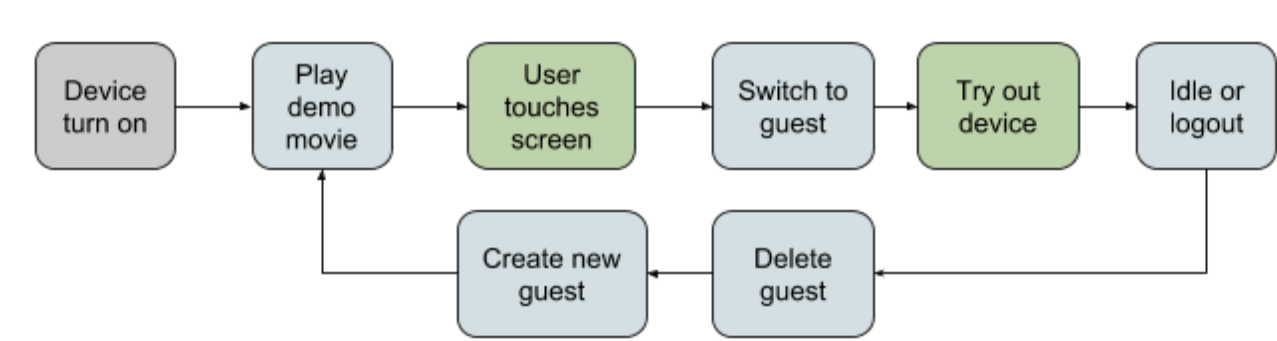 Device
turn on
Play
demo
movie
User
touches
screen
Switch to
guest
Try out
device
Idle or
logout
Create new
guest
Delete
guest